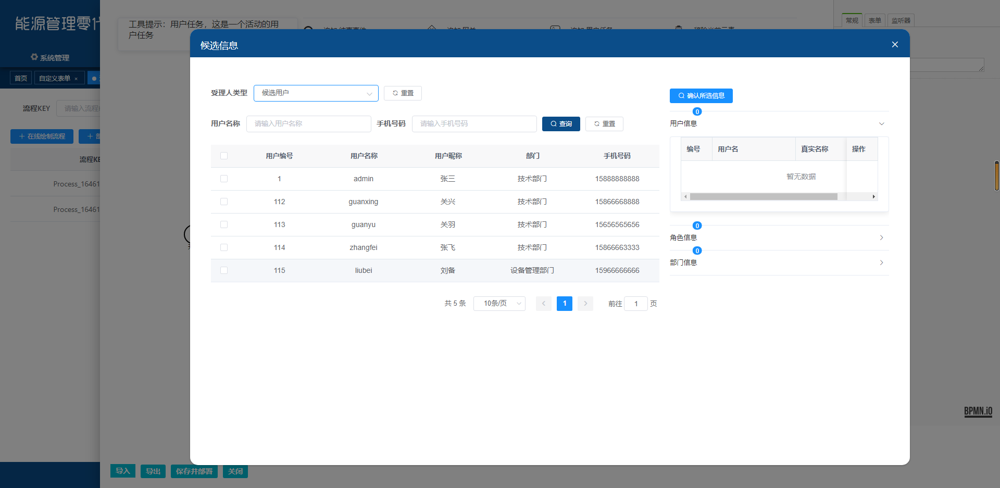 能源管理零
系统管理
首页
自定义表单 ×
流程KEY
请输入流程
在线绘制流程
流程KE
Process_16461
Process_16461
工具提示：用户任务，这是一个活动的用
户任务
常规 表单 监听器
候选信息
受理人类型
候选用户
重置
用户名称
请输入用户名称
手机号码
请输入手机号码
查询
重置
用户编号 用户名称 用户昵称 部门 手机号码
1 admin 张三 技术部门 15888888888
112 guanxing 关兴 技术部门 15866668888
113 guanyu 关羽 技术部门 15656565656
114 zhangfei 张飞 技术部门 15866663333
115 liubei 刘备 设备管理部门 15966666666
共 5 条
10条/页
1
前往 1 页
确认所选信息
0
用户信息
编号 用户名 真实名称 操作
暂无数据
0
角色信息
0
部门信息
BPMN.iO
导入 导出 保存并部署 关闭